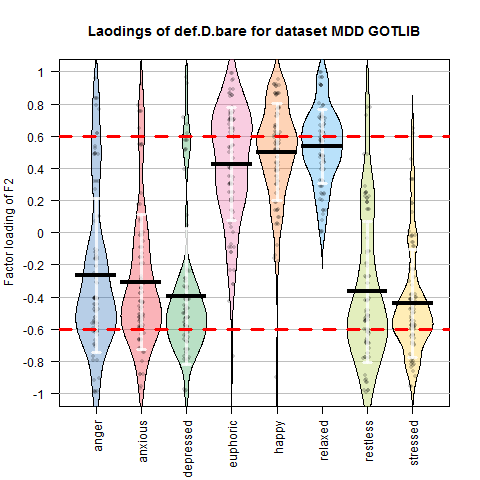 Laodings of def.D.bare for dataset MDD GOTLIB
Factor loading of F2
1
0.8
0.6
0.4
0.2
0
-0.2
-0.4
-0.6
-0.8
-1
anger
anxious
depressed
euphoric
happy
relaxed
restless
stressed